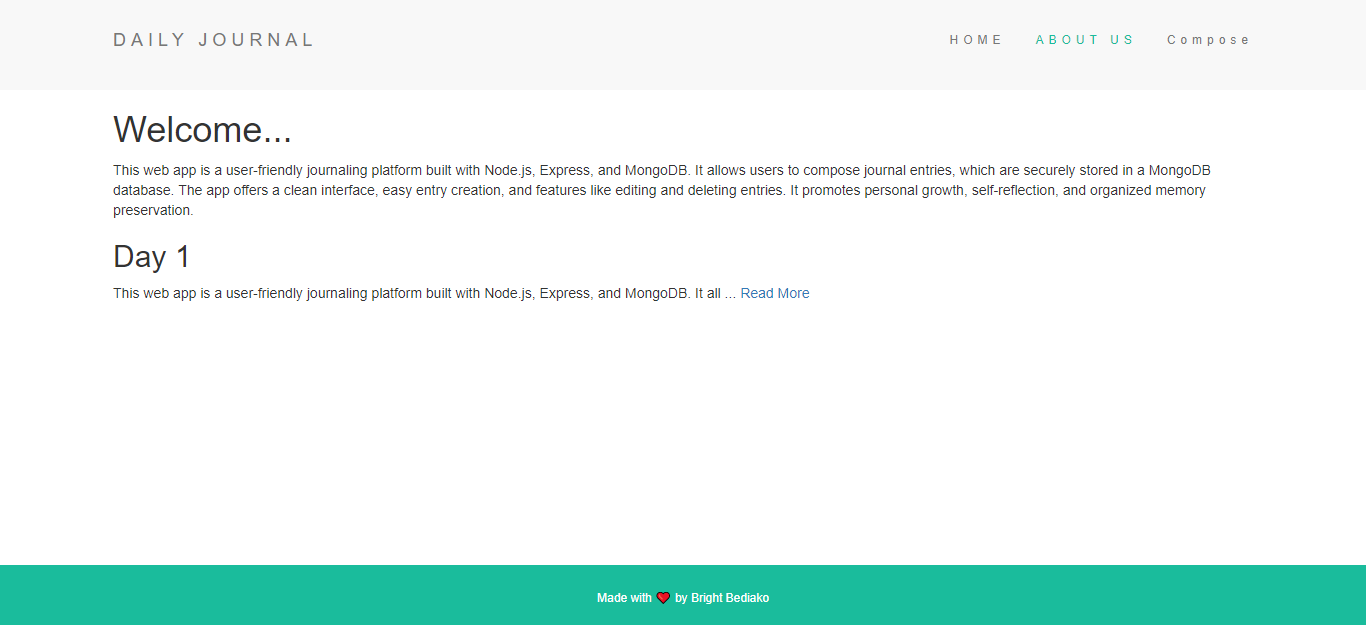 DAILY JOURNAL
HOME ABOUT US Compose
Welcome...
This web app is a user-friendly journaling platform built with Node.js, Express, and MongoDB. It allows users to compose journal entries, which are securely stored in a MongoDB
database. The app offers a clean interface, easy entry creation, and features like editing and deleting entries. It promotes personal growth, self-reflection, and organized memory
preservation.
Day 1
This web app is a user-friendly journaling platform built with Node.js, Express, and MongoDB. It all ... Read More
Made with ❤ by Bright Bediako